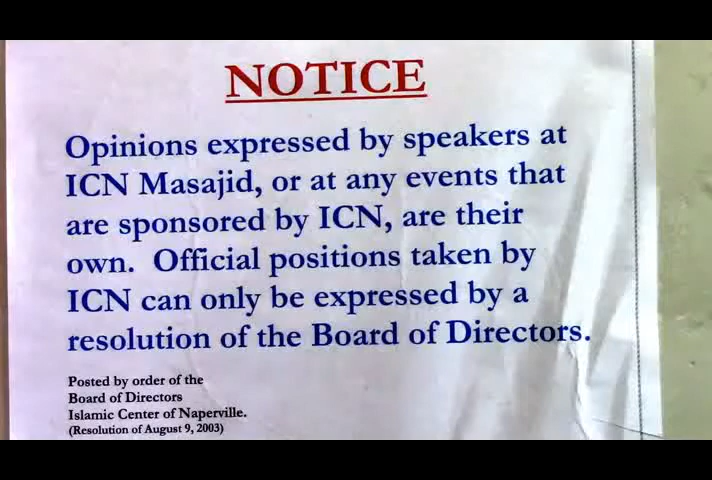 NOTICE
Opinions expressed by speakers at
ICN Masajid, or at any events that
are sponsored by ICN, are their
own. Official positions taken by
ICN can only be expressed by a
resolution of the Board of Directors.
Posted by order of the
Board of Directors
Islamic Center of Naperville.
(Resolution of August 9, 2003)